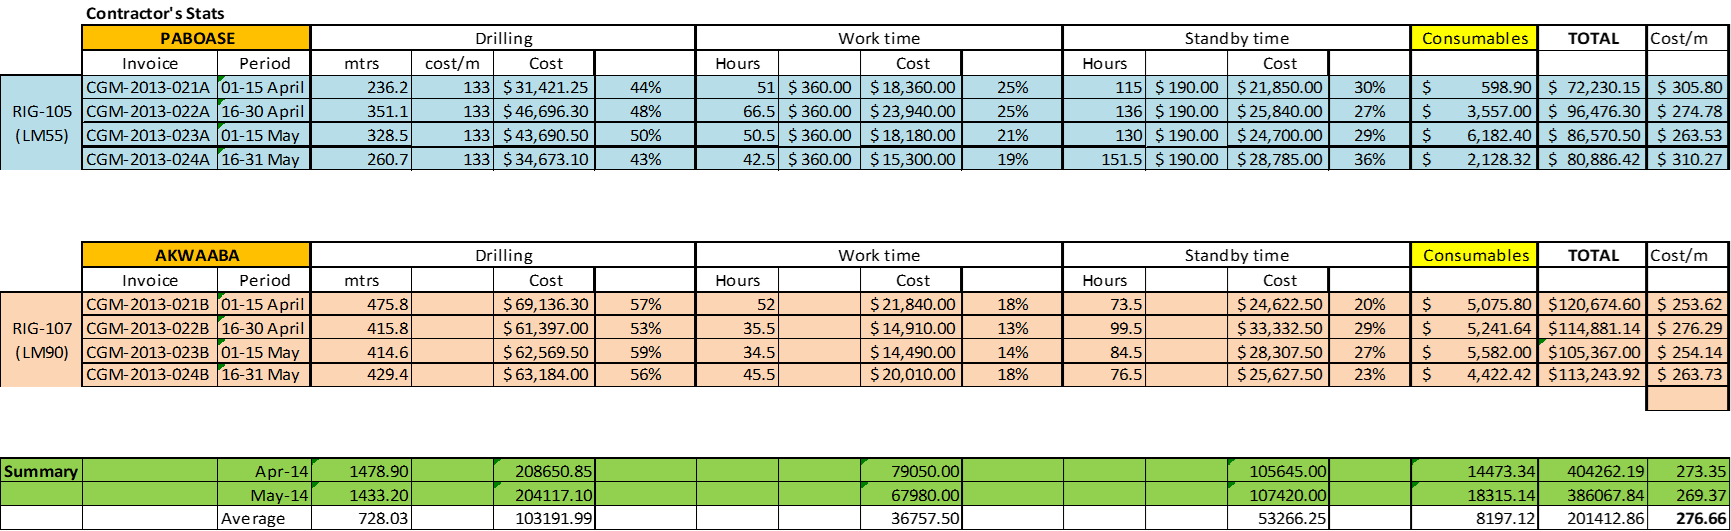 Contractor's Stats
PABOASE Drilling Work time Standby time Consumables TOTAL Cost/m
Invoice Period mtrs cost/m Cost Hours Cost Hours Cost
RIG-105 (LM55)
CGM-2013-021A 01-15 April 236.2 133 $31,421.25 44% 51 $360.00 $18,360.00 25% 115 $190.00 $21,850.00 30% $ 598.90 $ 72,230.15 $ 305.80
CGM-2013-022A 16-30 April 351.1 133 $46,696.30 48% 66.5 $360.00 $23,940.00 25% 136 $190.00 $25,840.00 27% $ 3,557.00 $ 96,476.30 $ 274.78
CGM-2013-023A 01-15 May 328.5 133 $43,690.50 50% 50.5 $360.00 $18,180.00 21% 130 $190.00 $24,700.00 29% $ 6,182.40 $ 86,570.50 $ 263.53
CGM-2013-024A 16-31 May 260.7 133 $34,673.10 43% 42.5 $360.00 $15,300.00 19% 151.5 $190.00 $28,785.00 36% $ 2,128.32 $ 80,886.42 $ 310.27
AKWAABA Drilling Work time Standby time Consumables TOTAL Cost/m
Invoice Period mtrs Cost Hours Cost Hours Cost
RIG-107 (LM90)
CGM-2013-021B 01-15 April 475.8 $69,136.30 57% 52 $21,840.00 18% 73.5 $24,622.50 20% $ 5,075.80 $120,674.60 $ 253.62
CGM-2013-022B 16-30 April 415.8 $61,397.00 53% 35.5 $14,910.00 13% 99.5 $33,332.50 29% $ 5,241.64 $114,881.14 $ 276.29
CGM-2013-023B 01-15 May 414.6 $62,569.50 59% 34.5 $14,490.00 14% 84.5 $28,307.50 27% $ 5,582.00 $105,367.00 $ 254.14
CGM-2013-024B 16-31 May 429.4 $63,184.00 56% 45.5 $20,010.00 18% 76.5 $25,627.50 23% $ 4,422.42 $113,243.92 $ 263.73
Summary Apr-14 1478.90 208650.85 79050.00 105645.00 14473.34 404262.19 273.35
May-14 1433.20 204117.10 67980.00 107420.00 18315.14 386067.84 269.37
Average 728.03 103191.99 36757.50 53266.25 8197.12 201412.86 276.66